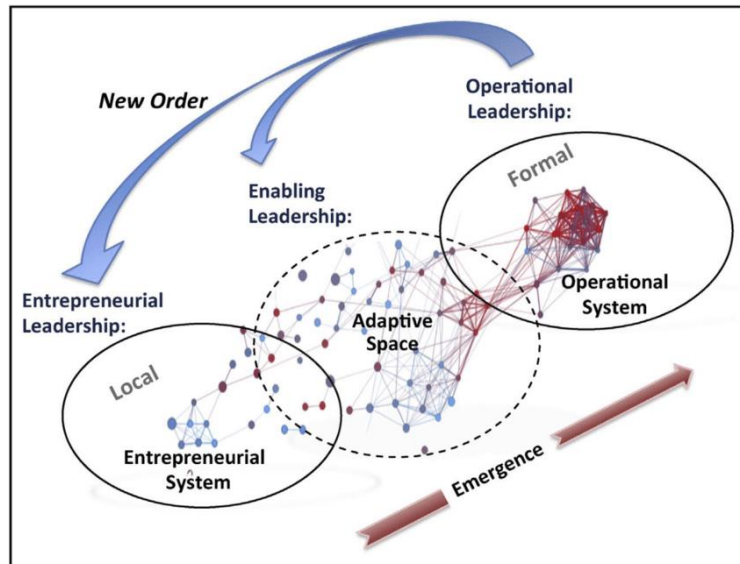 New Order
Operational
Leadership:
Formal
Enabling
Leadership:
Operational
System
Adaptive
Space
Entrepreneurial
Leadership:
Local
Entrepreneurial
System
Emergence